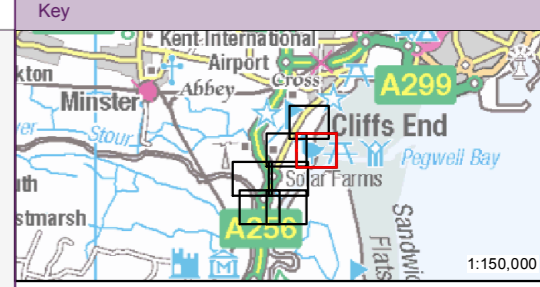 Key
Kent International
Airport
Cross
A299
kton
Minster
Abbey
Cliffs End
Stour
Pegwell Bay
Solar Farms
uth
stmarsh
A256
Sandwi
Flats
M
1:150,000